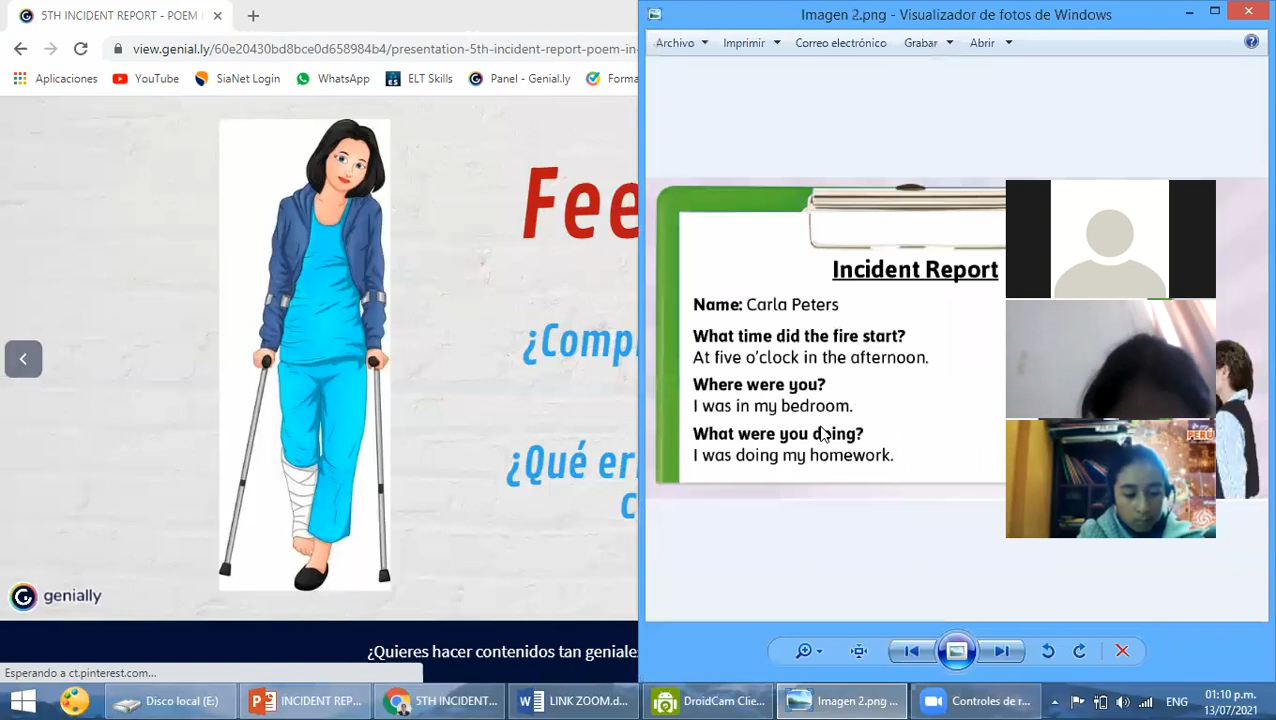 5TH INCIDENT REPORT - POEM
view.genial.ly/60e20430bd8bce0d658984b4/presentation-5th-incident-report-poem-in-
Aplicaciones YouTube SiaNet Login WhatsApp ELT Skills Panel - Genial.ly Forma
Fee
¿Comp
¿Qué er
c
genially
¿Quieres hacer contenidos tan geniale
Esperando a ct.pinterest.com...
Imagen 2.png - Visualizador de fotos de Windows
Archivo Imprimir Correo electrónico Grabar Abrir
Incident Report
Name: Carla Peters
What time did the fire start?
At five o'clock in the afternoon.
Where were you?
I was in my bedroom.
What were you doing?
I was doing my homework.
PERÚ
Disco local (E) INCIDENT REP... 5TH INCIDENT... LINK ZOOM.d... DroidCam Clie... Imagen 2.png ... Controles de r... ENG 01:10 p.m.
13/07/2021